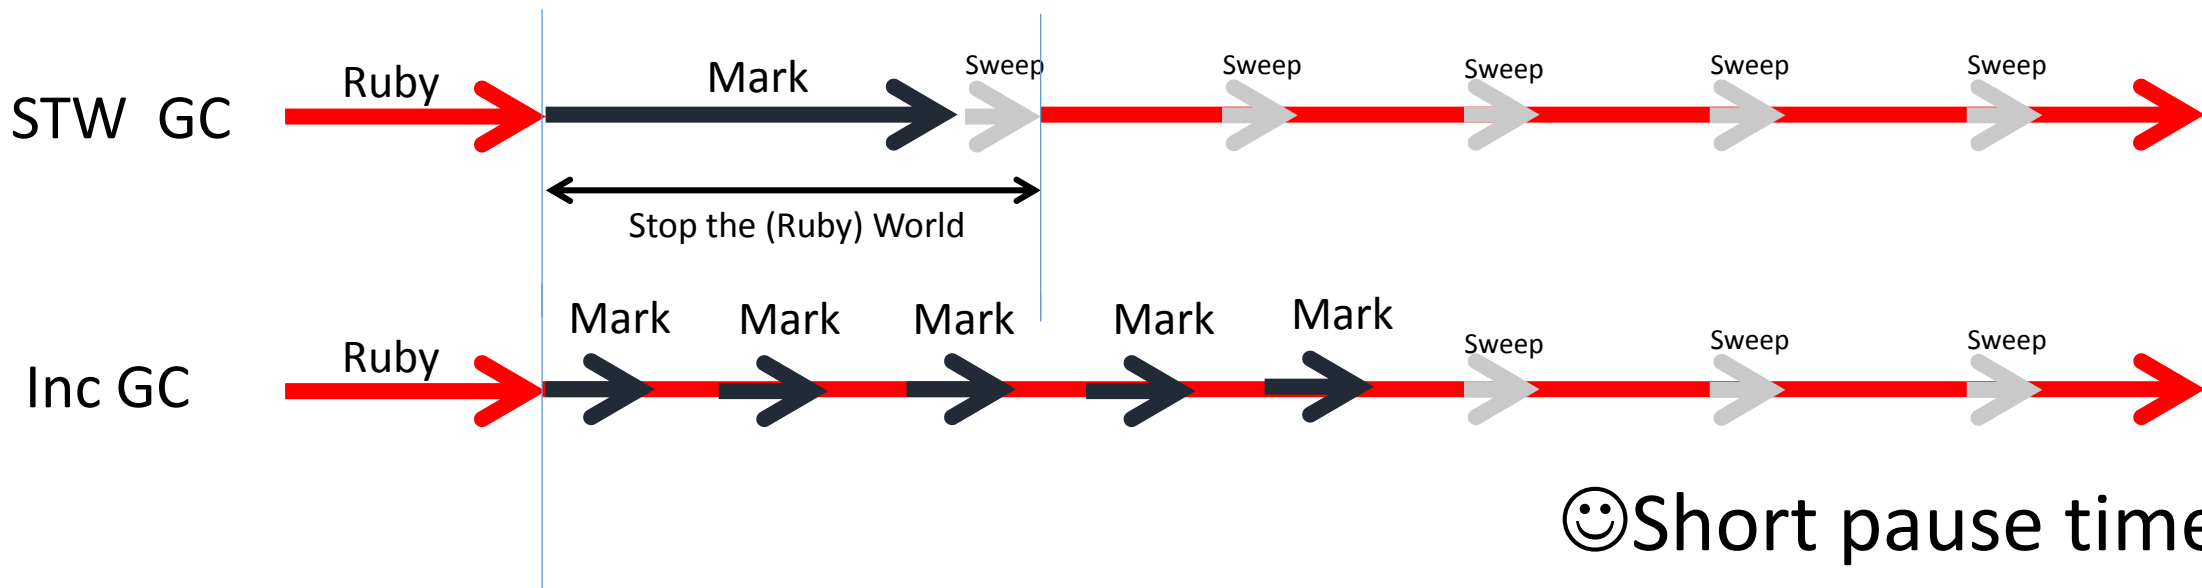 STW GC
Ruby
Mark
Sweep
Sweep
Sweep
Sweep
Sweep
Stop the (Ruby) World
Inc GC
Ruby
Mark
Mark
Mark
Mark
Mark
Sweep
Sweep
Sweep
☺Short pause time